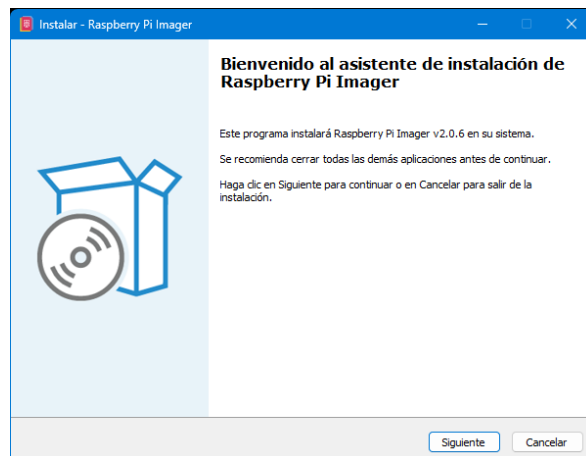 Instalar - Raspberry Pi Imager
Bienvenido al asistente de instalación de
Raspberry Pi Imager
Este programa instalará Raspberry Pi Imager v2.0.6 en su sistema.
Se recomienda cerrar todas las demás aplicaciones antes de continuar.
Haga clic en Siguiente para continuar o en Cancelar para salir de la
instalación.
Siguiente
Cancelar